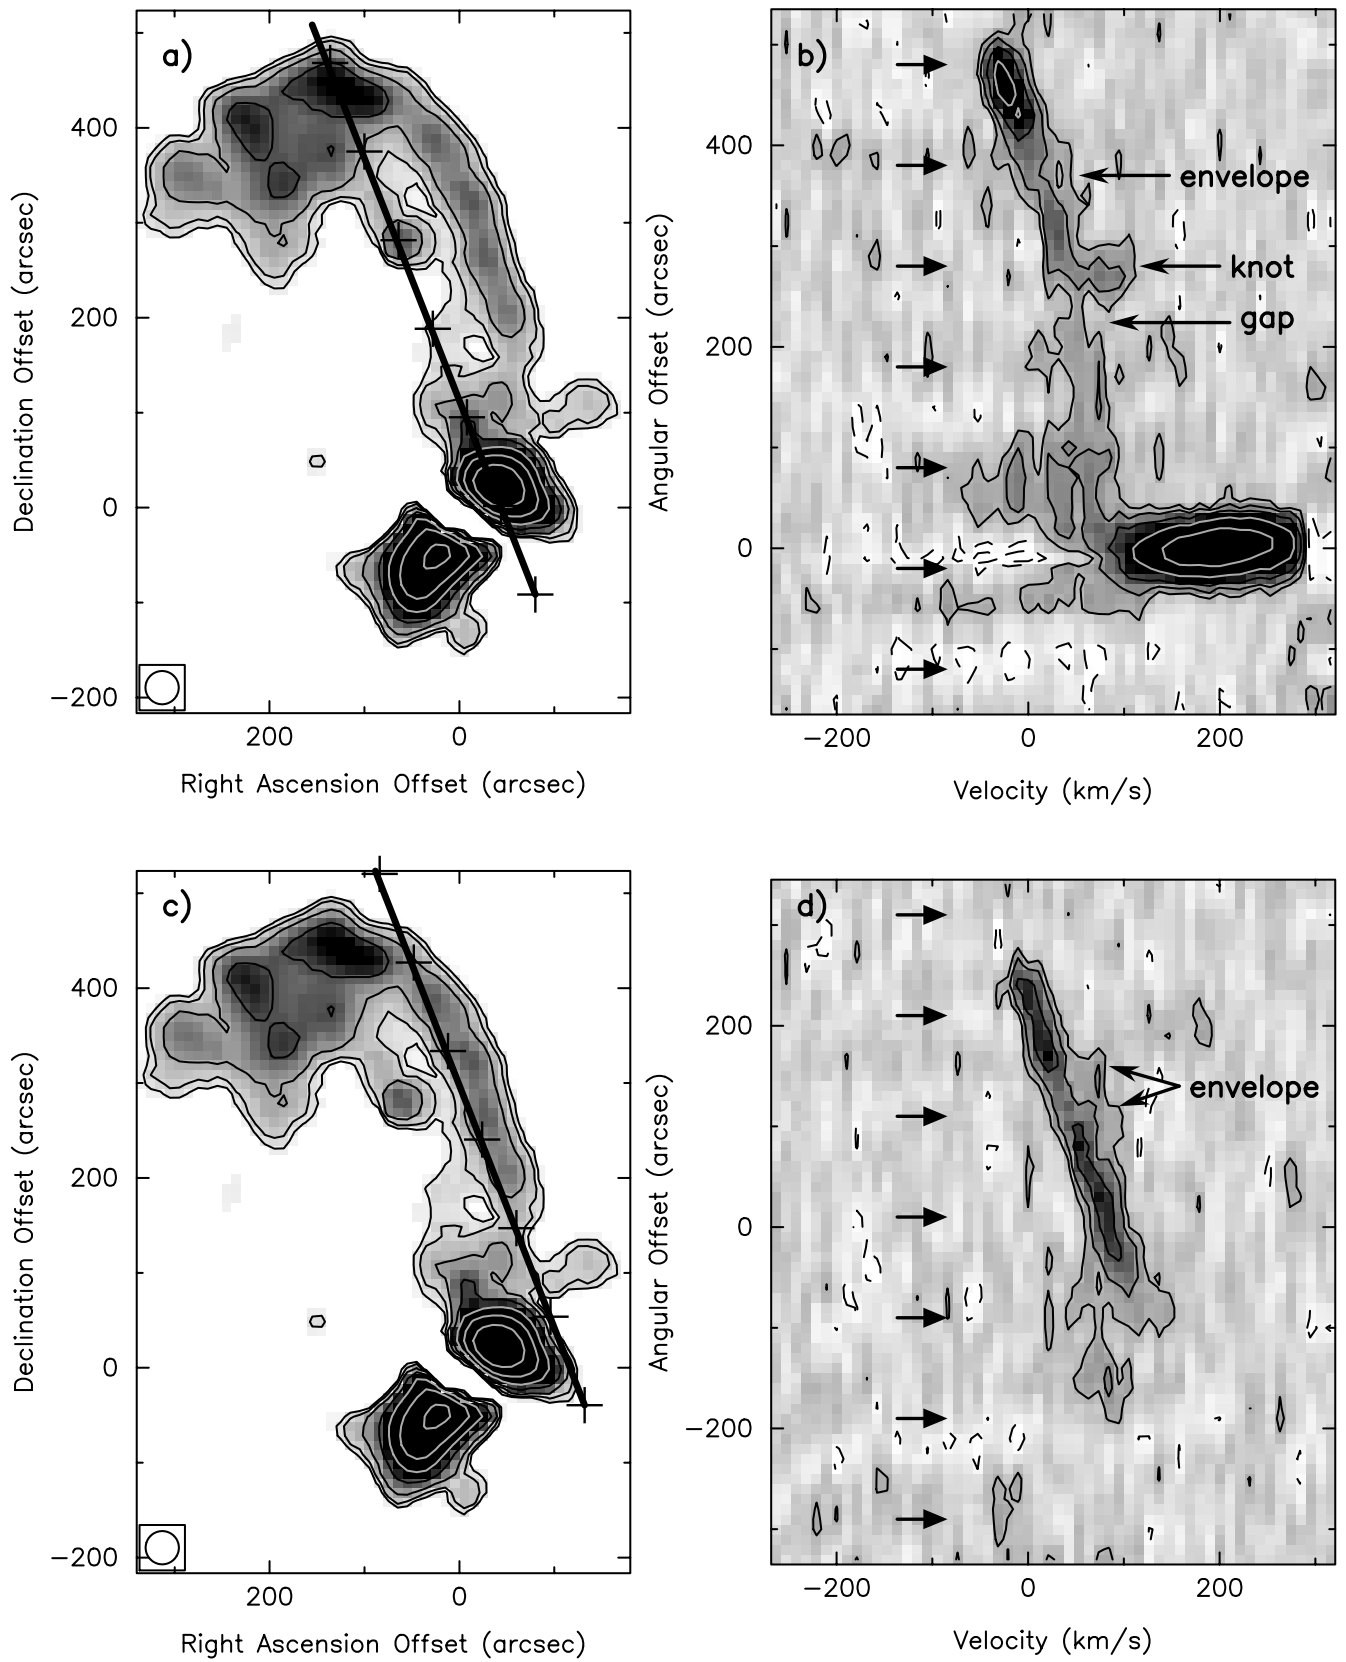 a)
400
200
0
−200
200
0
Declination Offset (arcsec)
Right Ascension Offset (arcsec)
b)
envelope
knot
gap
400
200
0
−200
0
200
Angular Offset (arcsec)
Velocity (km/s)
c)
400
200
0
−200
200
0
Declination Offset (arcsec)
Right Ascension Offset (arcsec)
d)
envelope
200
0
−200
−200
0
200
Angular Offset (arcsec)
Velocity (km/s)